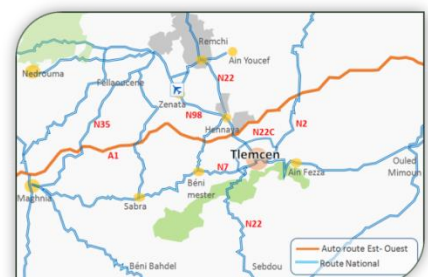 Remchi
Ain Youcef
Nedrouma
Fellaoucene
N22
Zenata
N35
N98
Hennaya
N22C
N2
A1
Tlemcen
N7
Ouled
Mimoun
Ain Fezza
Maghnia
Béni
mester
Sabra
N22
Béni Bahdel
Sebdou
Auto route Est- Ouest
Route National